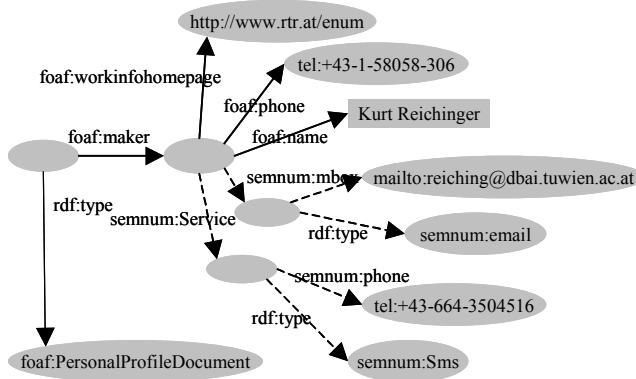 http://www.rtr.at/enum
foaf:workinfohomepage
tel:+43-1-58058-306
foaf:phone
Kurt Reichinger
foaf:name
foaf:maker
semnum:mbox
mailto:reiching@dbai.tuwien.ac.at
rdf:type
semnum:Service
rdf:type
semnum:email
semnum:phone
tel:+43-664-3504516
rdf:type
foaf:PersonalProfileDocument
semnum:Sms